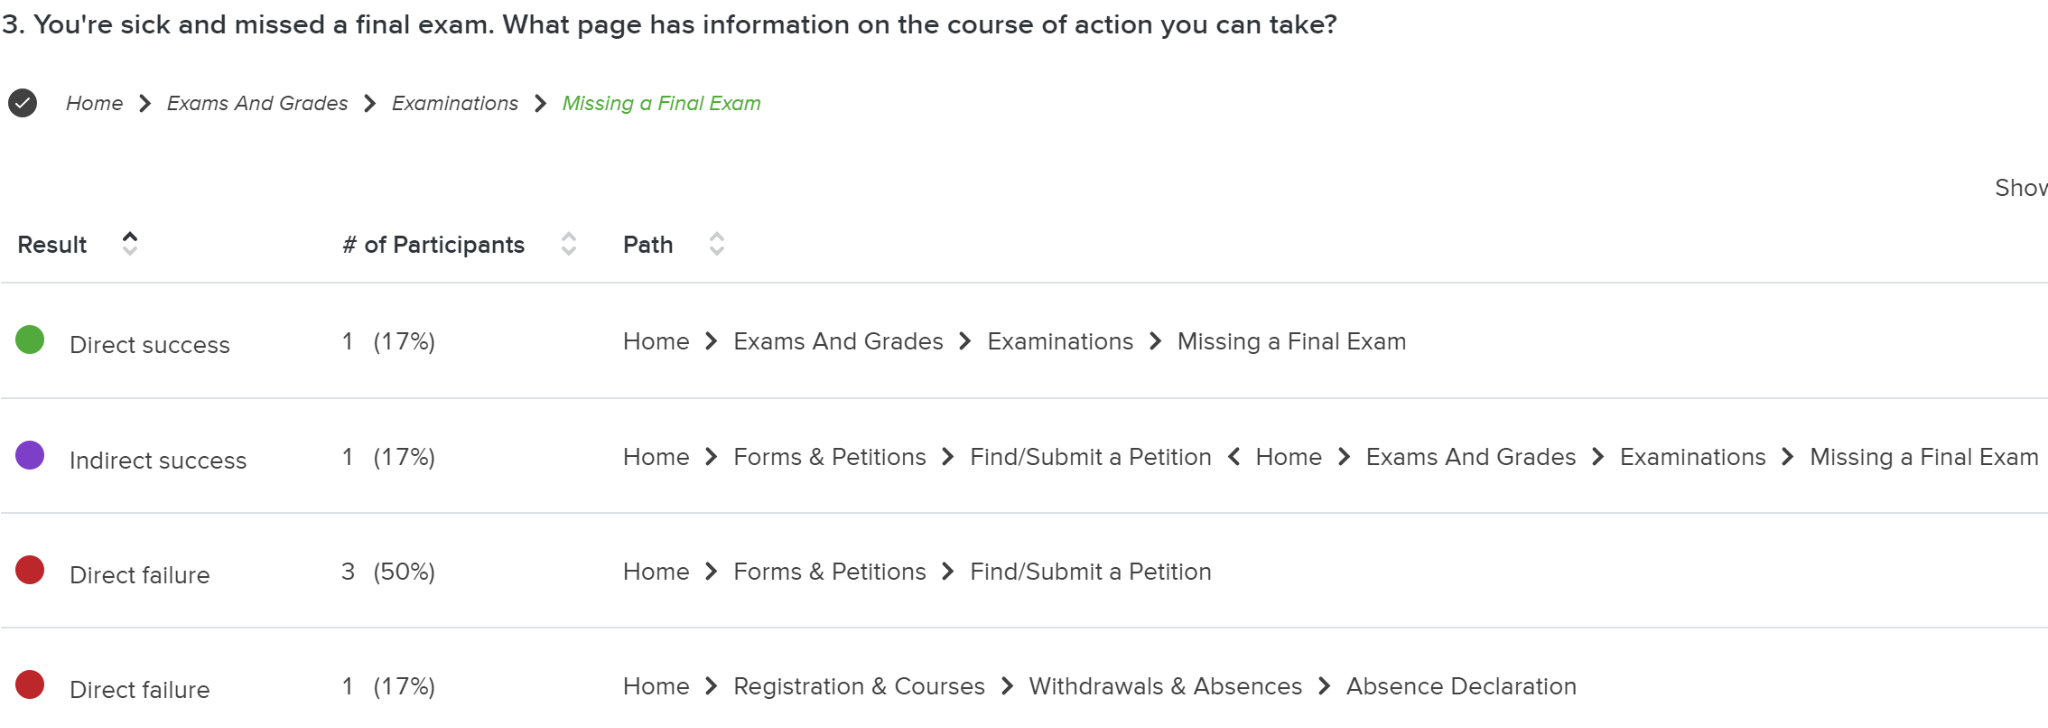 3. You're sick and missed a final exam. What page has information on the course of action you can take?
Home > Exams And Grades > Examinations > Missing a Final Exam
Show
Result # of Participants Path
Direct success 1 (17%) Home > Exams And Grades > Examinations > Missing a Final Exam
Indirect success 1 (17%) Home > Forms & Petitions > Find/Submit a Petition < Home > Exams And Grades > Examinations > Missing a Final Exam
Direct failure 3 (50%) Home > Forms & Petitions > Find/Submit a Petition
Direct failure 1 (17%) Home > Registration & Courses > Withdrawals & Absences > Absence Declaration